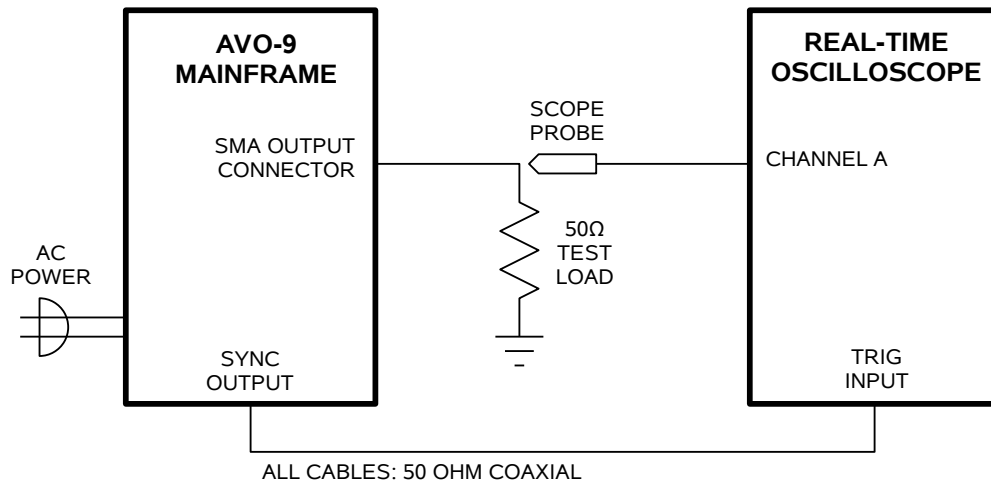 AVO-9
MAINFRAME
REAL-TIME
OSCILLOSCOPE
SCOPE
PROBE
SMA OUTPUT
CONNECTOR
CHANNEL A
50Ω
TEST
LOAD
AC
POWER
SYNC
OUTPUT
TRIG
INPUT
ALL CABLES: 50 OHM COAXIAL